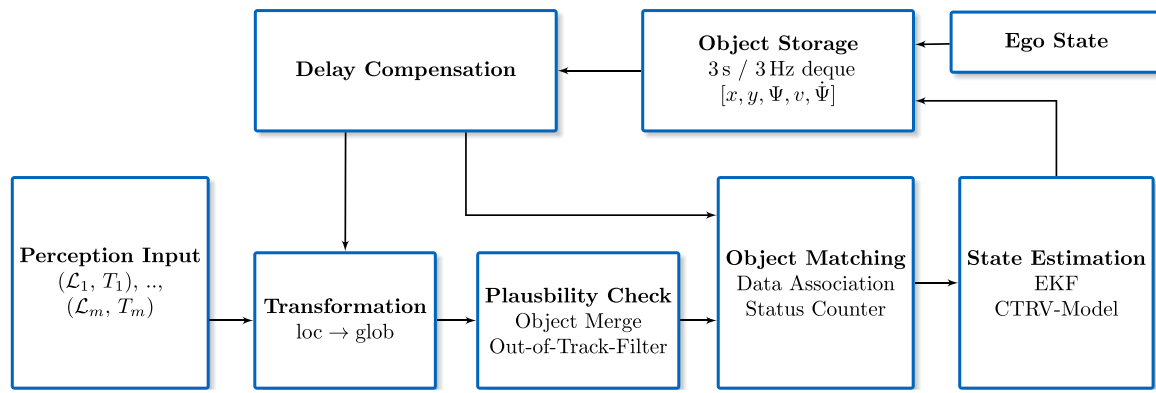 Delay Compensation
Object Storage
3 s / 3 Hz deque
[x, y, Ψ, v, Ψ̇]
Ego State
Perception Input
(ℒ₁, T₁), ..,
(ℒₘ, Tₘ)
Transformation
loc → glob
Plausbility Check
Object Merge
Out-of-Track-Filter
Object Matching
Data Association
Status Counter
State Estimation
EKF
CTRV-Model